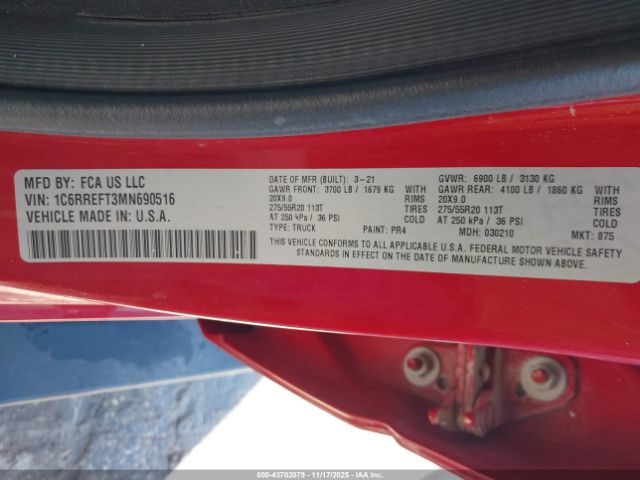 MFD BY: FCA US LLC
VIN: 1C6RREFT3MN690516
VEHICLE MADE IN U.S.A.
DATE OF MFR (BUILT): 3-21
GAWR FRONT: 3700 LB / 1679 KG
20X9.0
275/55R20 113T
AT 250 kPa / 36 PSI
TYPE: TRUCK
WITH
RIMS
TIRES
COLD
PAINT: PR4
GVWR: 6900 LB / 3130 KG
GAWR REAR: 4100 LB / 1860 KG
20X9.0
275/55R20 113T
AT 250 kPa / 36 PSI
MDH: 030210
WITH
RIMS
TIRES
COLD
MKT: 875
THIS VEHICLE CONFORMS TO ALL APPLICABLE U.S.A. FEDERAL MOTOR VEHICLE SAFETY
STANDARDS IN EFFECT ON THE DATE OF MANUFACTURE SHOWN ABOVE.
000-43702079 - 11/17/2025 - IAAI.CA